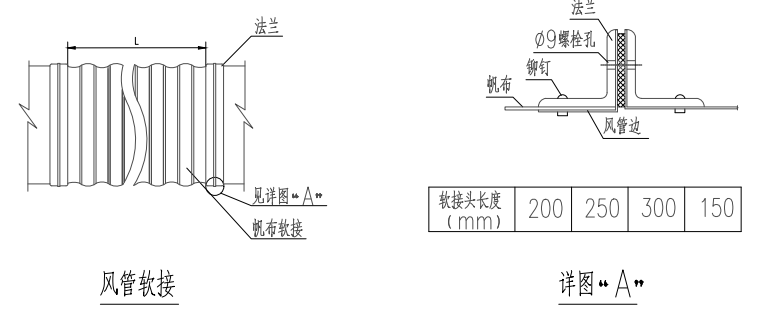 L
法兰
见详图“A”
帆布软接
风管软接
法兰
Ø9螺栓孔
铆钉
帆布
风管边
软接头长度(mm) 200 250 300 150
详图“A”